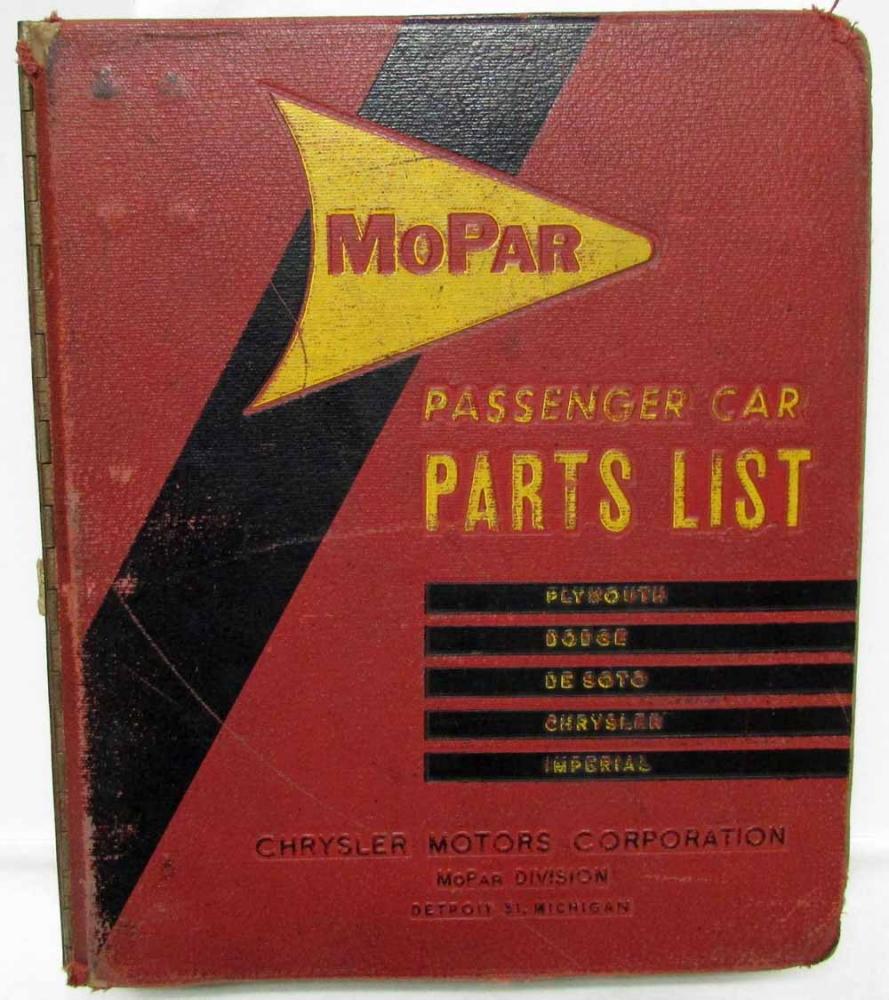 MOPAR
PASSENGER CAR
PARTS LIST
PLYMOUTH
DODGE
DE SOTO
CHRYSLER
IMPERIAL
CHRYSLER MOTORS CORPORATION
MOPAR DIVISION
DETROIT 31, MICHIGAN